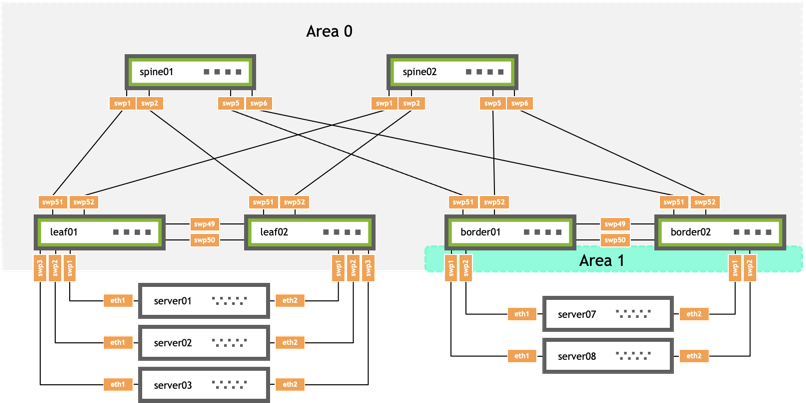 Area 0
spine01
spine02
swp1 swp2 swp5 swp6
swp1 swp2 swp5 swp6
swp51 swp52
swp51 swp52
swp51 swp52
swp51 swp52
leaf01
swp49
swp50
leaf02
border01
swp49
swp50
border02
Area 1
swp3 swp2 swp1
swp1 swp2 swp3
swp1 swp2
swp1 swp2
eth1 server01 eth2
eth1 server02 eth2
eth1 server03 eth2
eth1 server07 eth2
eth1 server08 eth2